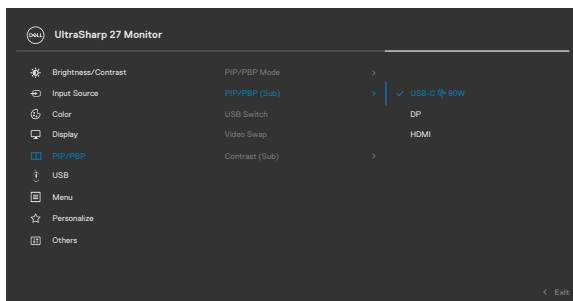 DELL UltraSharp 27 Monitor
Brightness/Contrast PIP/PBP Mode >
Input Source PIP/PBP (Sub) > ✓ USB-C 90W
Color USB Switch DP
Display Video Swap HDMI
PIP/PBP Contrast (Sub) >
USB
Menu
Personalize
Others
< Exit